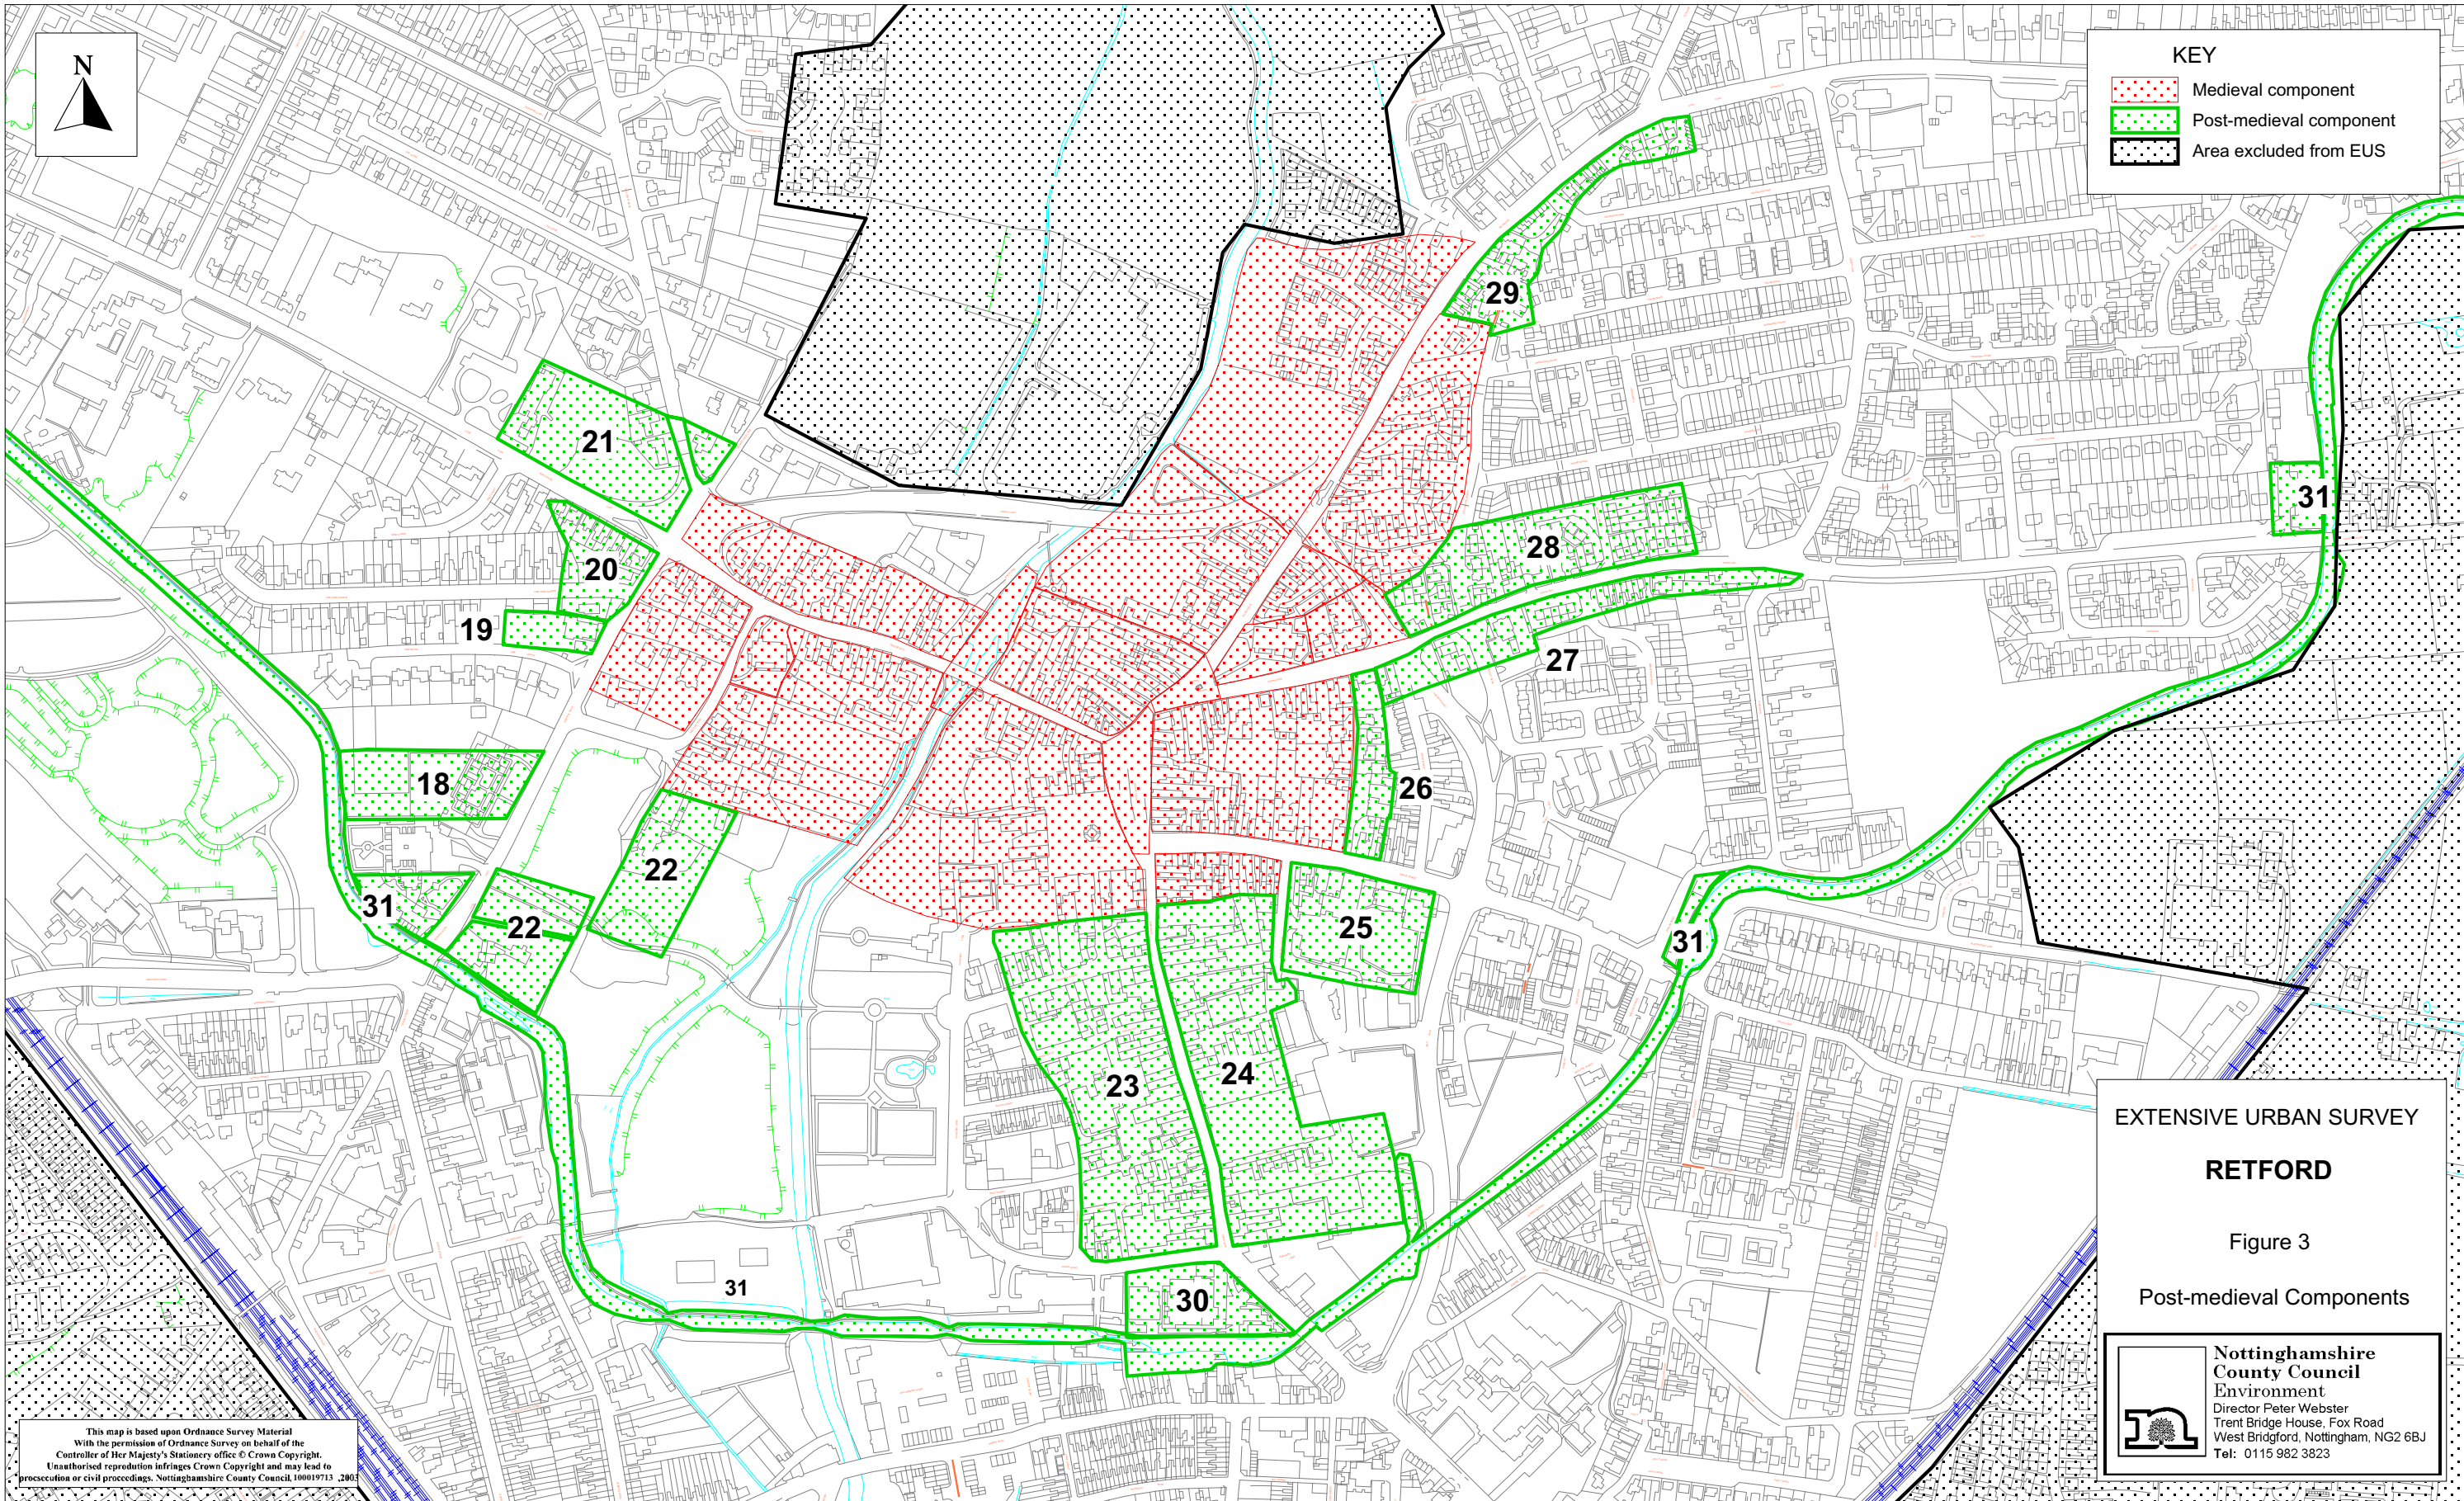 N
KEY
Medieval component
Post-medieval component
Area excluded from EUS
29
21
31
28
20
19
27
18
26
22
31
22
25
31
24
23
31
30
EXTENSIVE URBAN SURVEY
RETFORD
Figure 3
Post-medieval Components
Nottinghamshire
County Council
Environment
Director Peter Webster
Trent Bridge House, Fox Road
West Bridgford, Nottingham, NG2 6BJ
Tel: 0115 982 3823
This map is based upon Ordnance Survey Material
With the permission of Ordnance Survey on behalf of the
Controller of Her Majesty's Stationery office © Crown Copyright.
Unauthorised reproduction infringes Crown Copyright and may lead to
procsecution or civil proceedings. Nottinghamshire County Council, 100019713 ,2003